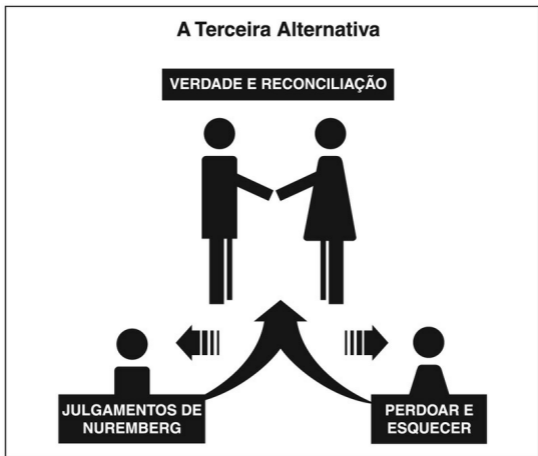 A Terceira Alternativa
VERDADE E RECONCILIAÇÃO
JULGAMENTOS DE
NUREMBERG
PERDOAR E
ESQUECER